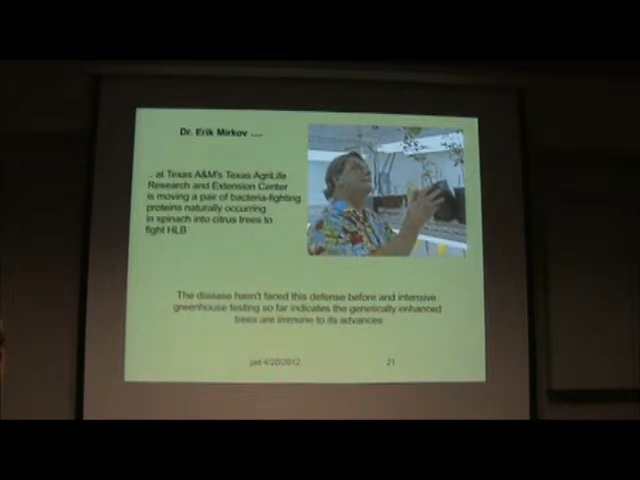 Dr. Erik Mirkov ....
.. at Texas A&M's Texas AgriLife
Research and Extension Center
is moving a pair of bacteria-fighting
proteins naturally occurring
in spinach into citrus trees to
fight HLB
The disease hasn't faced this defense before and intensive
greenhouse testing so far indicates the genetically enhanced
trees are immune to its advances
4/20/2012
21